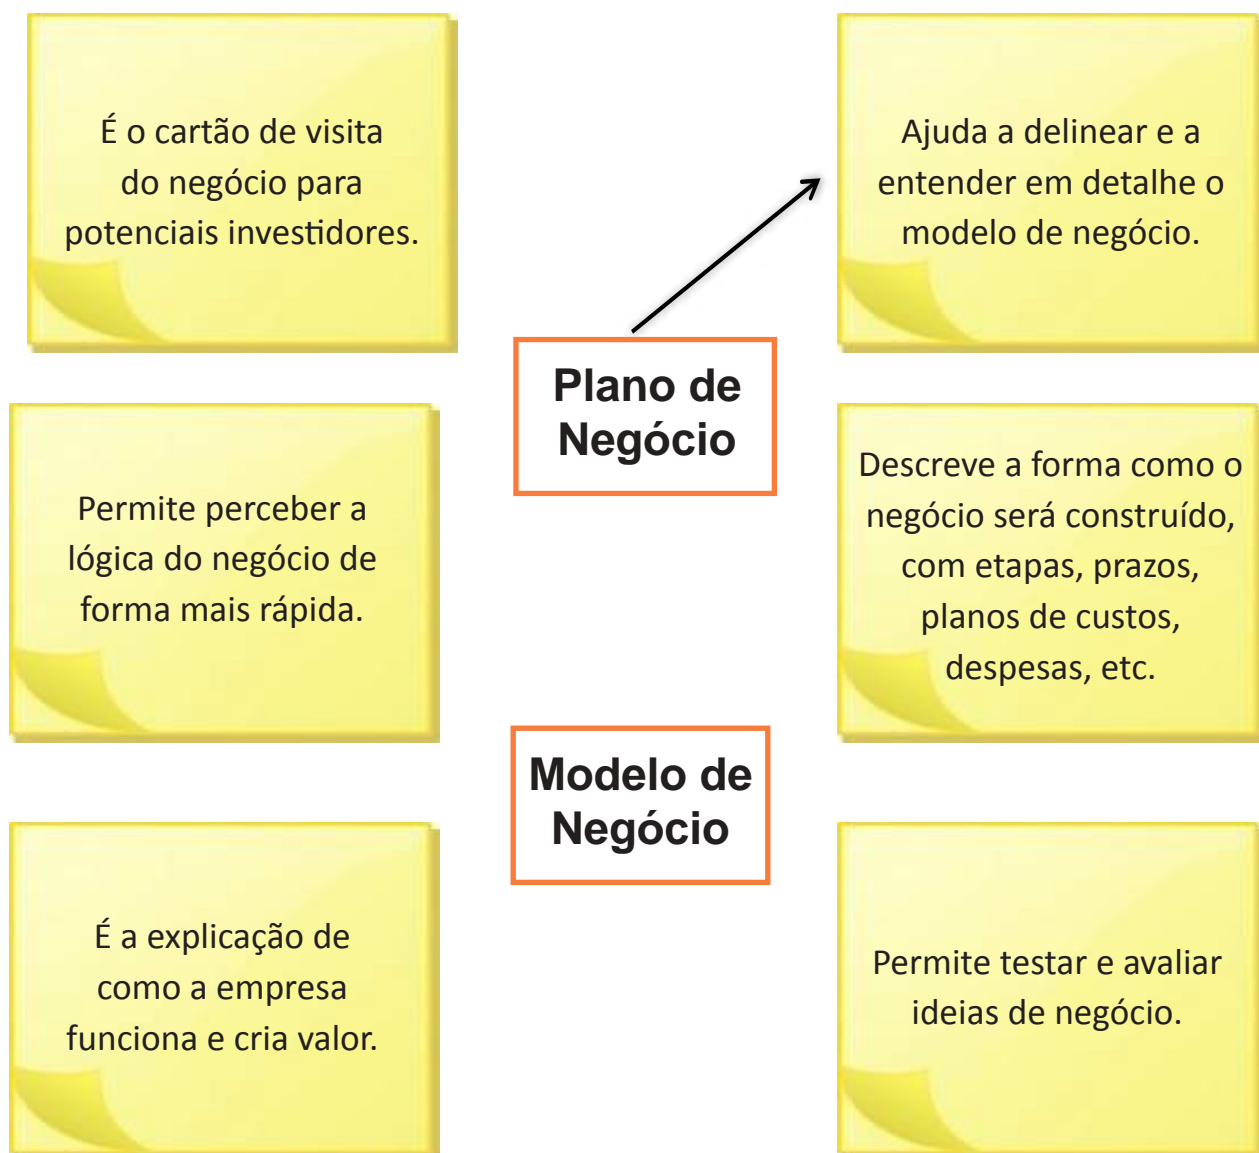 É o cartão de visita
do negócio para
potenciais investidores.
Ajuda a delinear e a
entender em detalhe o
modelo de negócio.
Plano de
Negócio
Permite perceber a
lógica do negócio de
forma mais rápida.
Descreve a forma como o
negócio será construído,
com etapas, prazos,
planos de custos,
despesas, etc.
Modelo de
Negócio
É a explicação de
como a empresa
funciona e cria valor.
Permite testar e avaliar
ideias de negócio.